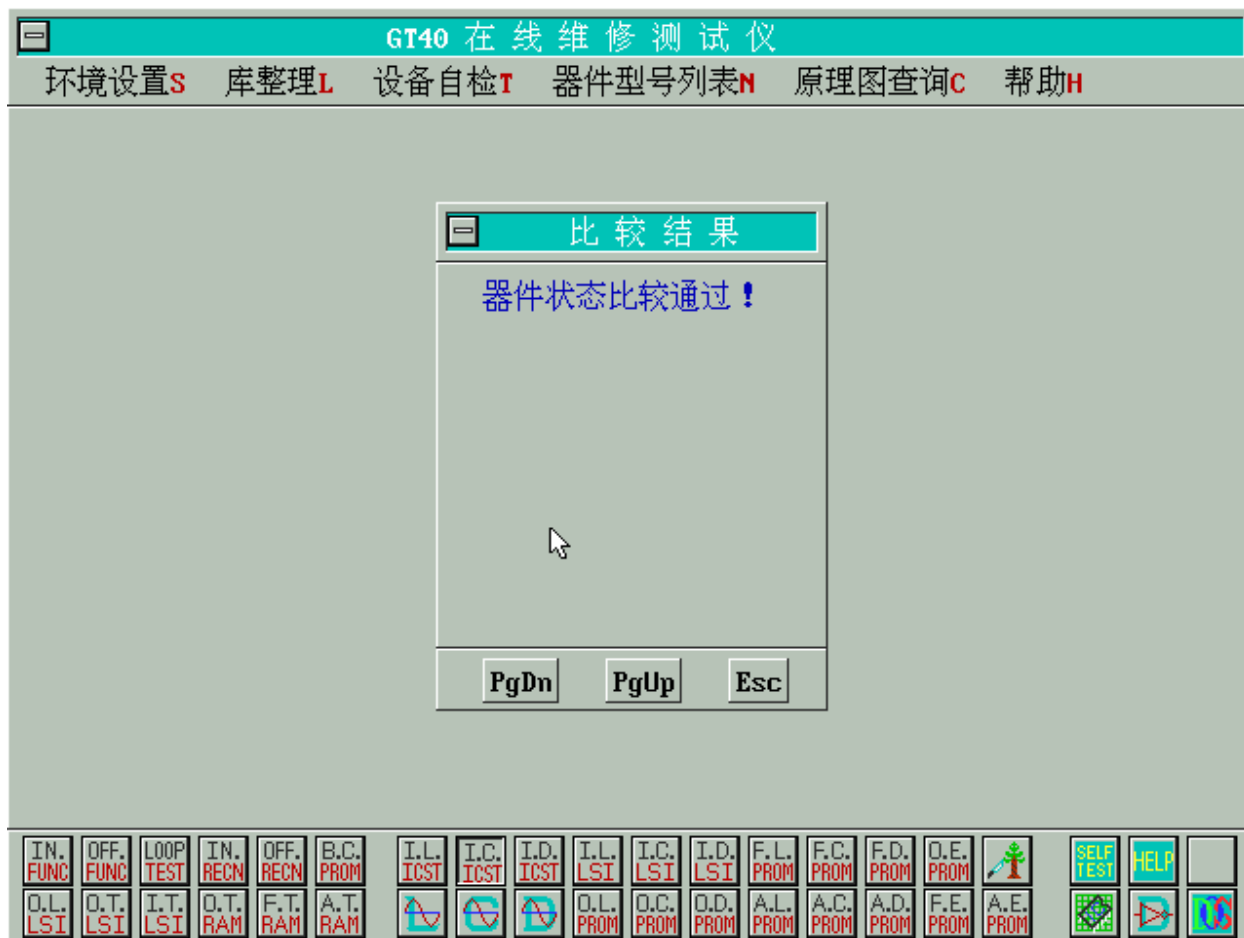 GT40 在线维修测试仪
环境设置S 库整理L 设备自检T 器件型号列表N 原理图查询C 帮助H
比较结果
器件状态比较通过!
PgDn PgUp Esc
IN. FUNC OFF. FUNC LOOP TEST IN. RECN OFF. RECN B.C. PROM I.L. ICST I.C. ICST I.D. ICST I.L. LSI I.C. LSI I.D. LSI F.L. PROM F.C. PROM F.D. PROM O.E. PROM SELF TEST HELP
O.L. LSI O.T. LSI I.T. LSI O.T. RAM F.T. RAM A.T. RAM L C D O.L. PROM O.C. PROM O.D. PROM A.L. PROM A.C. PROM A.D. PROM F.E. PROM A.E. PROM DOS